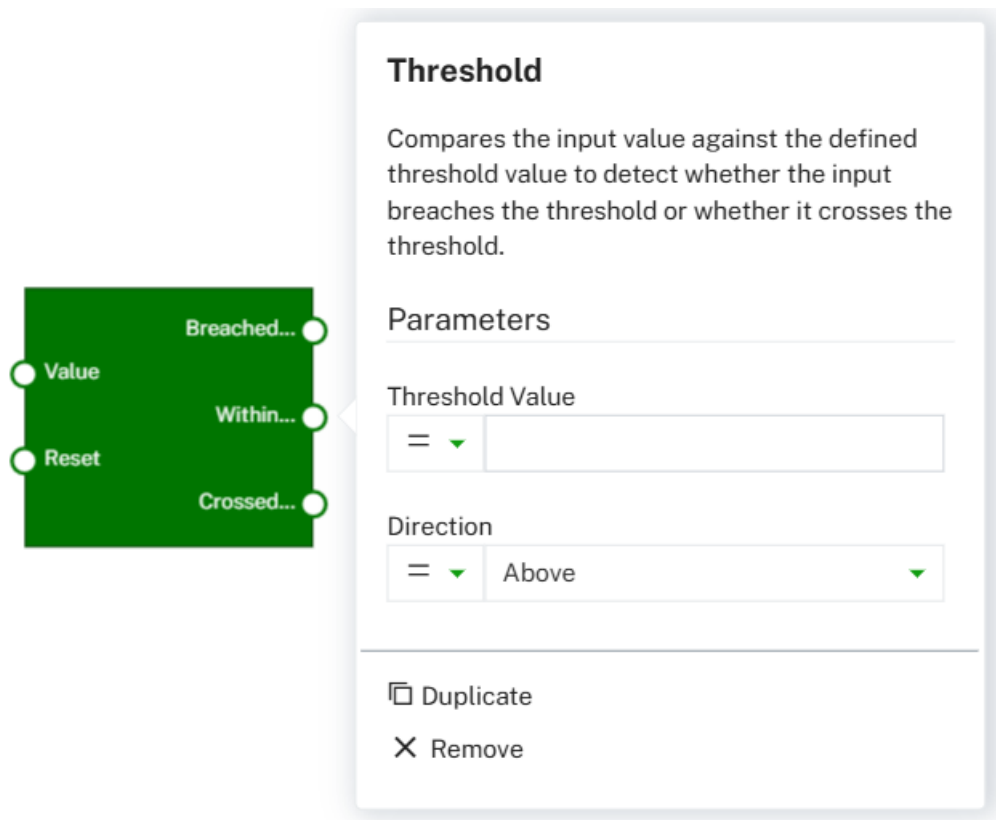 Threshold
Compares the input value against the defined
threshold value to detect whether the input
breaches the threshold or whether it crosses the
threshold.
Breached...
Value
Within...
Reset
Crossed...
Parameters
Threshold Value
=
Direction
= Above
Duplicate
Remove